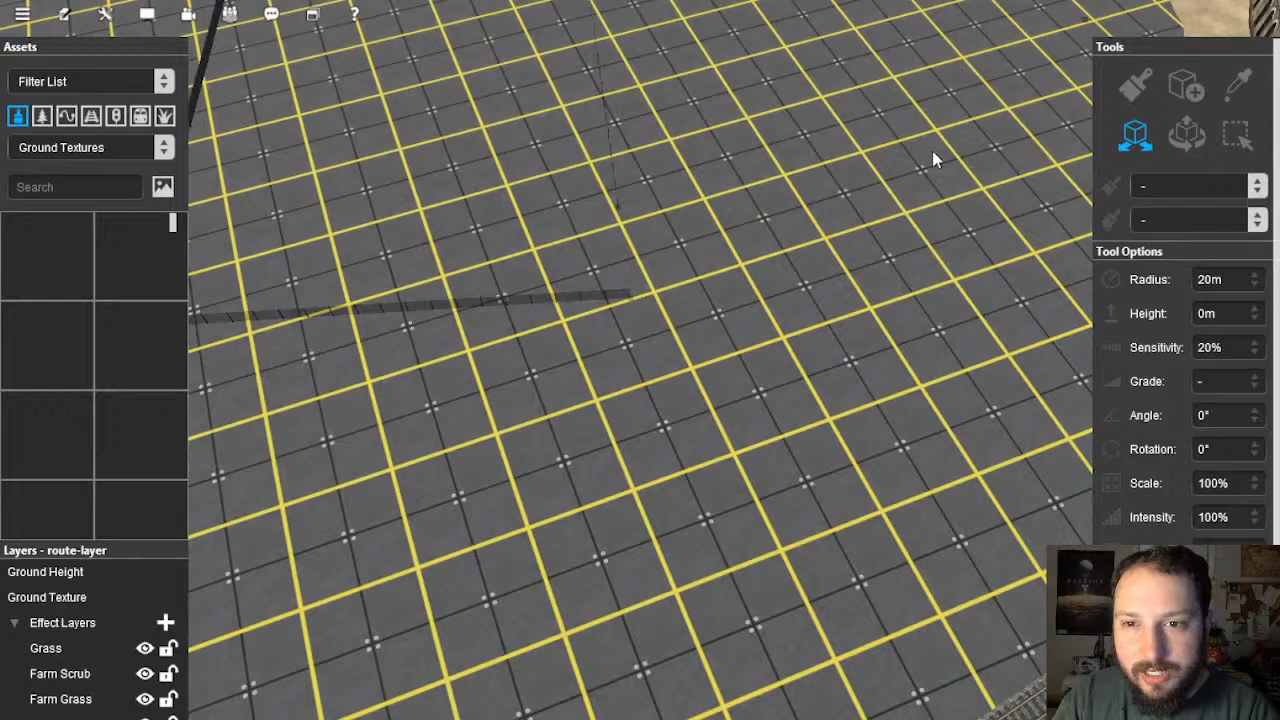 ?
Assets
Filter List
Ground Textures
Search
Layers - route-layer
Ground Height
Ground Texture
Effect Layers
Grass
Farm Scrub
Farm Grass
Tools
-
-
Tool Options
Radius: 20m
Height: 0m
Sensitivity: 20%
Grade: -
Angle: 0°
Rotation: 0°
Scale: 100%
Intensity: 100%